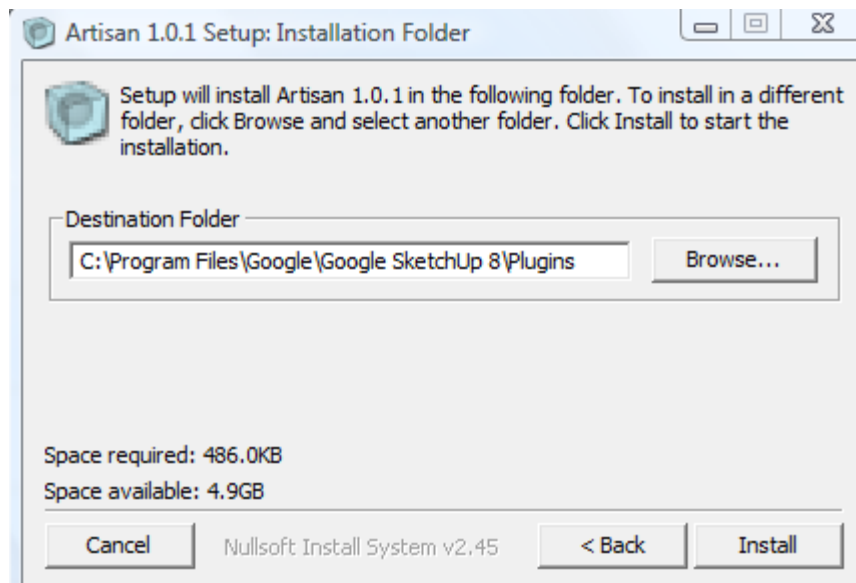 Artisan 1.0.1 Setup: Installation Folder
Setup will install Artisan 1.0.1 in the following folder. To install in a different
folder, click Browse and select another folder. Click Install to start the
installation.
Destination Folder
C:\Program Files\Google\Google SketchUp 8\Plugins
Browse...
Space required: 486.0KB
Space available: 4.9GB
Cancel
Nullsoft Install System v2.45
< Back
Install